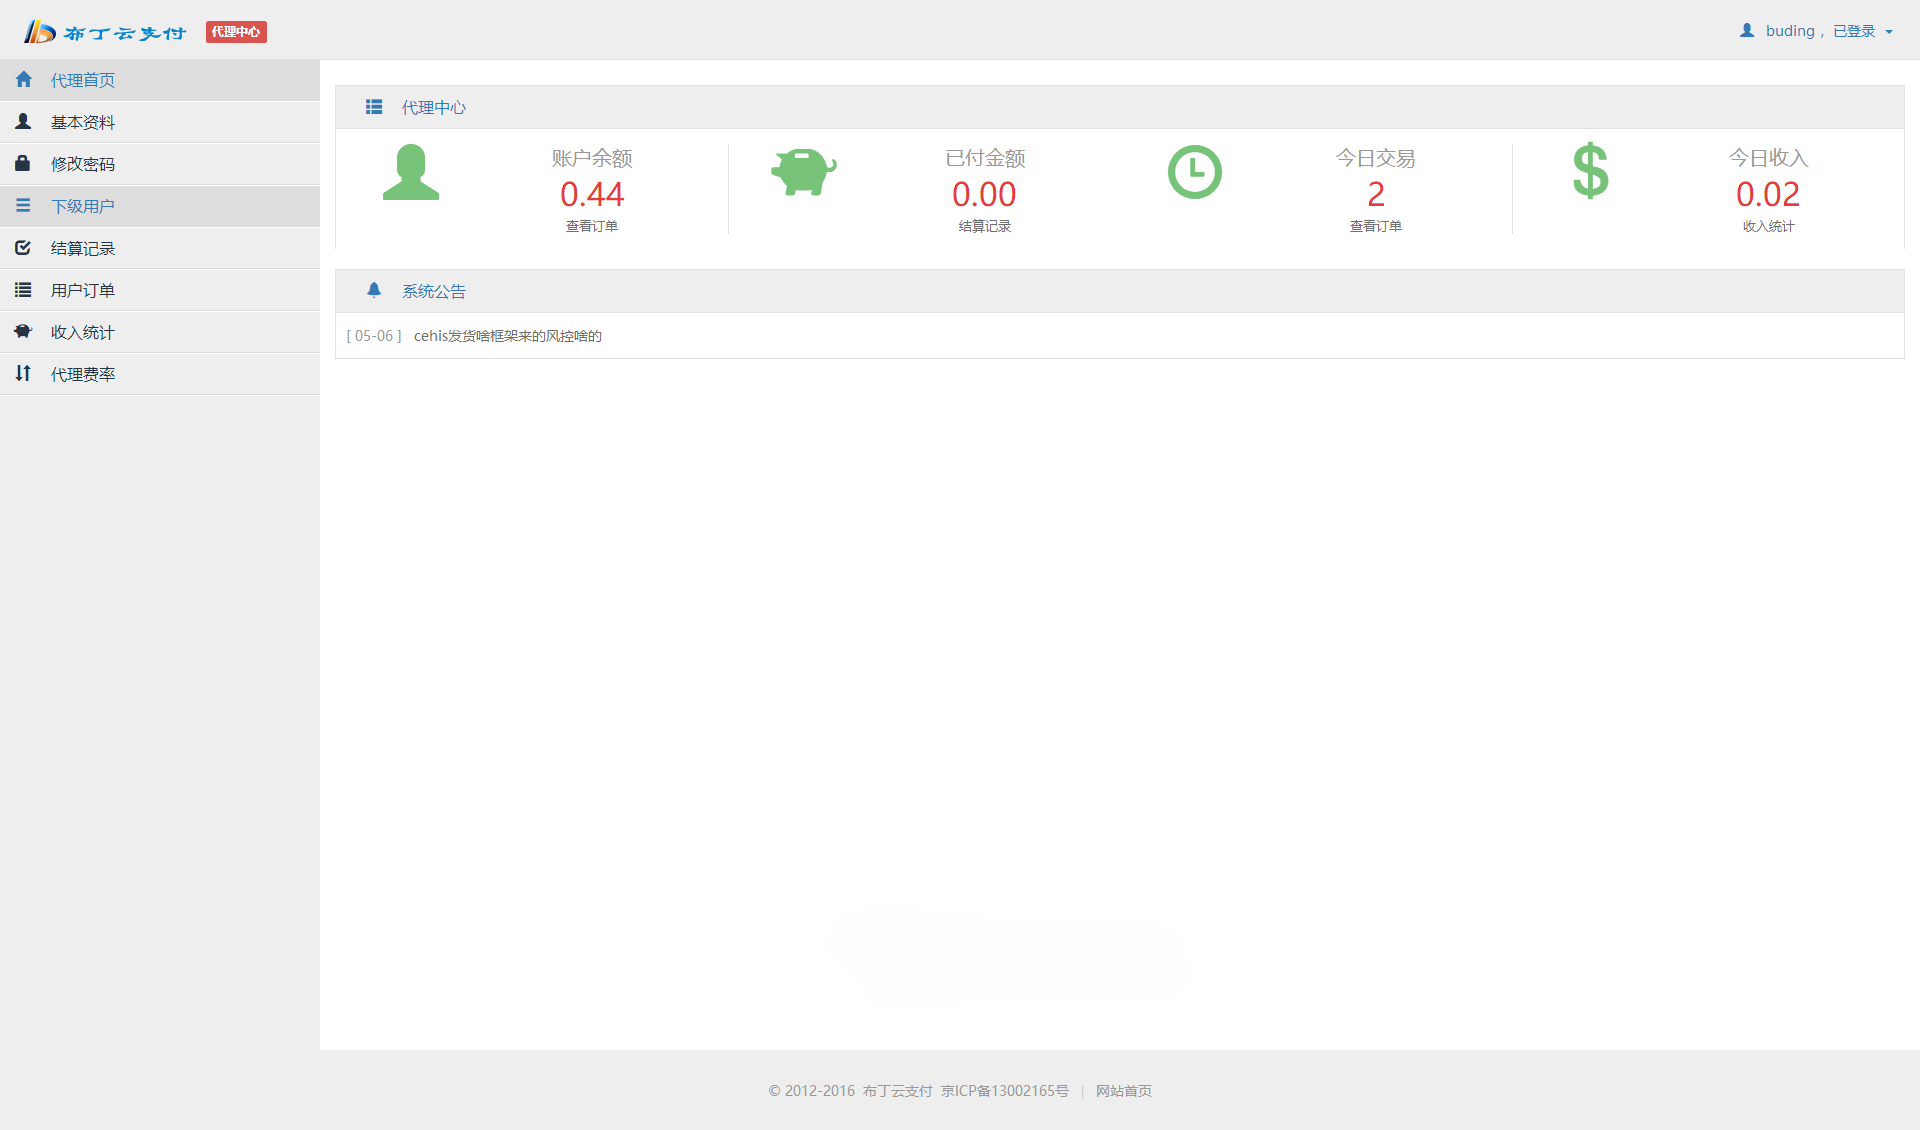 布丁云支付 代理中心
buding， 已登录
代理首页
基本资料
修改密码
下级用户
结算记录
用户订单
收入统计
代理费率
代理中心
账户余额
0.44
查看订单
已付金额
0.00
结算记录
今日交易
2
查看订单
今日收入
0.02
收入统计
系统公告
[ 05-06 ] cehis发货啥框架来的风控啥的
© 2012-2016 布丁云支付 京ICP备13002165号 | 网站首页